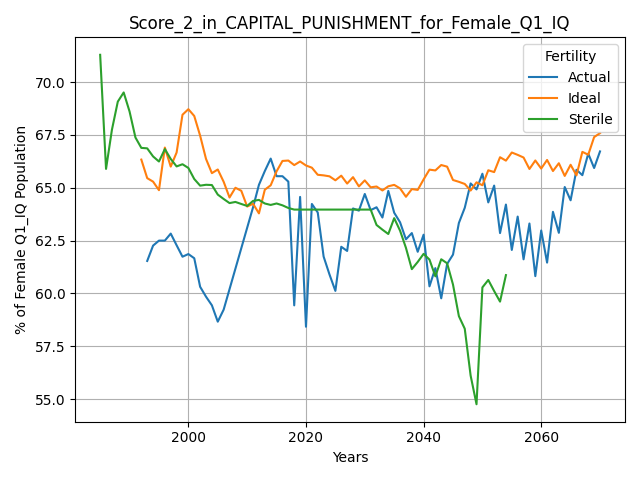 Score_2_in_CAPITAL_PUNISHMENT_for_Female_Q1_IQ
% of Female Q1_IQ Population
70.0
67.5
65.0
62.5
60.0
57.5
55.0
Fertility
Actual
Ideal
Sterile
2000
2020
2040
2060
Years